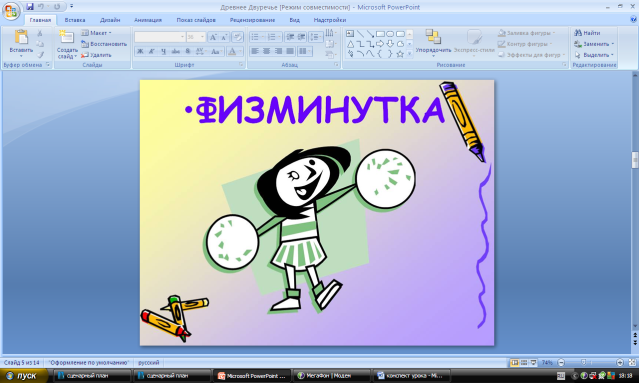 Древнее Двуречье [Режим совместимости] - Microsoft PowerPoint
Главная Вставка Дизайн Анимация Показ слайдов Рецензирование Вид Надстройки
Вставить
Создать слайд
Макет
Восстановить
Удалить
Упорядочить
Экспресс-стили
Заливка фигуры
Контур фигуры
Эффекты для фигур
Найти
Заменить
Выделить
Буфер обмена Слайды Шрифт Абзац Рисование Редактирование
•ФИЗМИНУТКА
Слайд 5 из 14 "Оформление по умолчанию" русский 74%
пуск сценарный план сценарный план Microsoft PowerPoint ... МегаФон | Модем конспект урока - Mi... 18:18